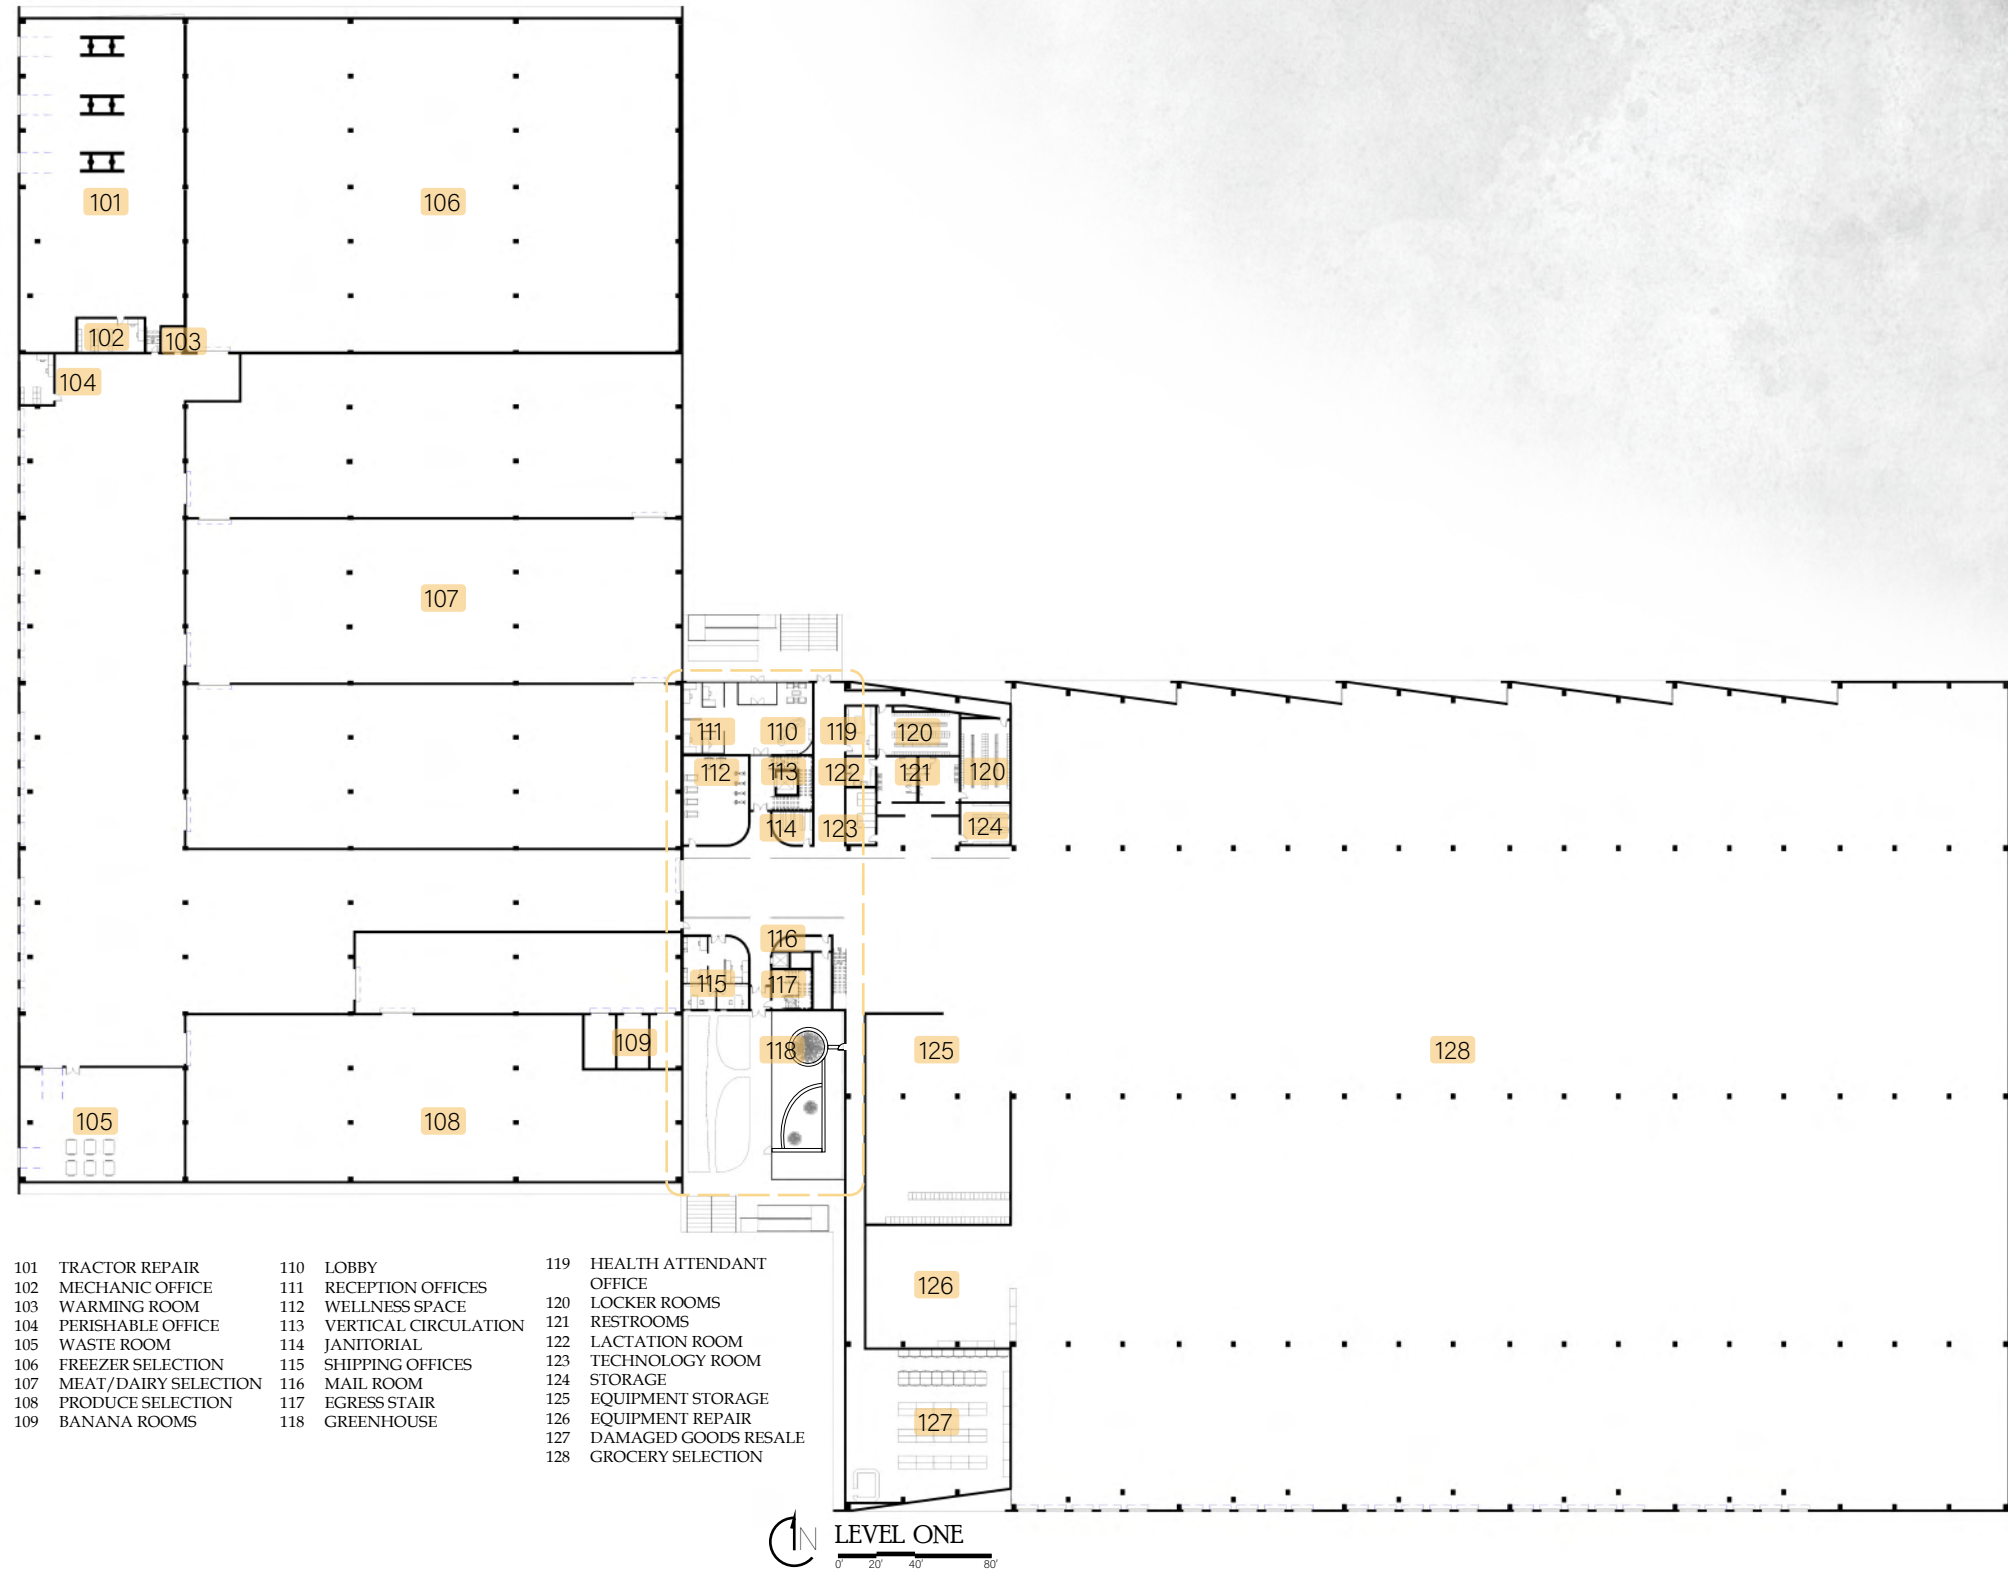 101
106
102
103
104
107
111
110
119
120
112
113
122
121
120
114
123
124
116
115
117
109
118
125
128
105
108
126
127
101 TRACTOR REPAIR
102 MECHANIC OFFICE
103 WARMING ROOM
104 PERISHABLE OFFICE
105 WASTE ROOM
106 FREEZER SELECTION
107 MEAT/DAIRY SELECTION
108 PRODUCE SELECTION
109 BANANA ROOMS
110 LOBBY
111 RECEPTION OFFICES
112 WELLNESS SPACE
113 VERTICAL CIRCULATION
114 JANITORIAL
115 SHIPPING OFFICES
116 MAIL ROOM
117 EGRESS STAIR
118 GREENHOUSE
119 HEALTH ATTENDANT
OFFICE
120 LOCKER ROOMS
121 RESTROOMS
122 LACTATION ROOM
123 TECHNOLOGY ROOM
124 STORAGE
125 EQUIPMENT STORAGE
126 EQUIPMENT REPAIR
127 DAMAGED GOODS RESALE
128 GROCERY SELECTION
N
LEVEL ONE
0' 20' 40' 80'